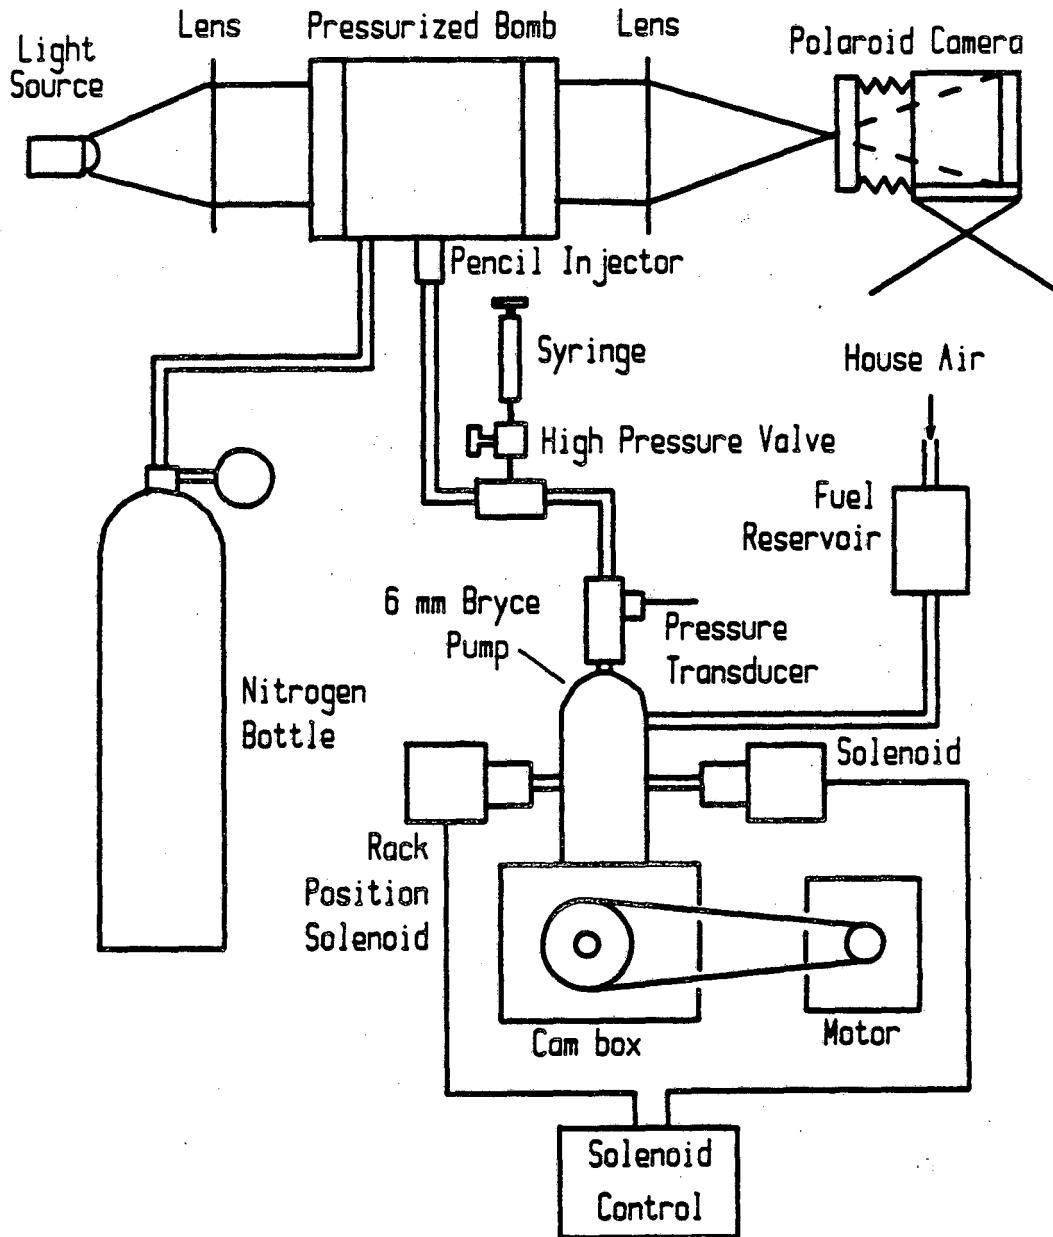 Light
Source
Lens
Pressurized Bomb
Lens
Polaroid Camera
Pencil Injector
Syringe
High Pressure Valve
House Air
Fuel
Reservoir
6 mm Bryce
Pump
Pressure
Transducer
Nitrogen
Bottle
Solenoid
Rack
Position
Solenoid
Cam box
Motor
Solenoid
Control